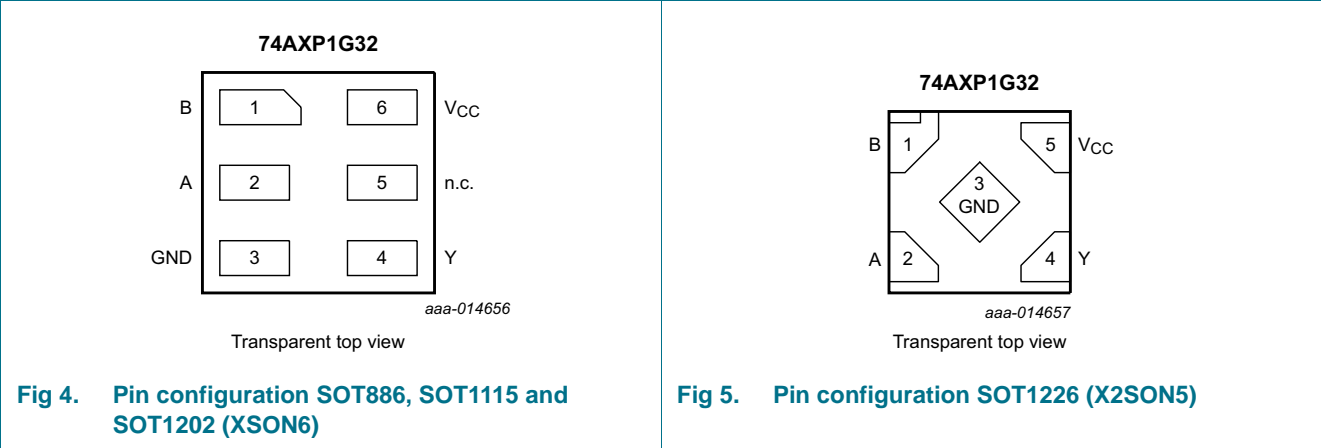 74AXP1G32
B 1 6 VCC
A 2 5 n.c.
GND 3 4 Y
aaa-014656
Transparent top view
Fig 4. Pin configuration SOT886, SOT1115 and
SOT1202 (XSON6)
74AXP1G32
B 1 5 VCC
3
GND
A 2 4 Y
aaa-014657
Transparent top view
Fig 5. Pin configuration SOT1226 (X2SON5)